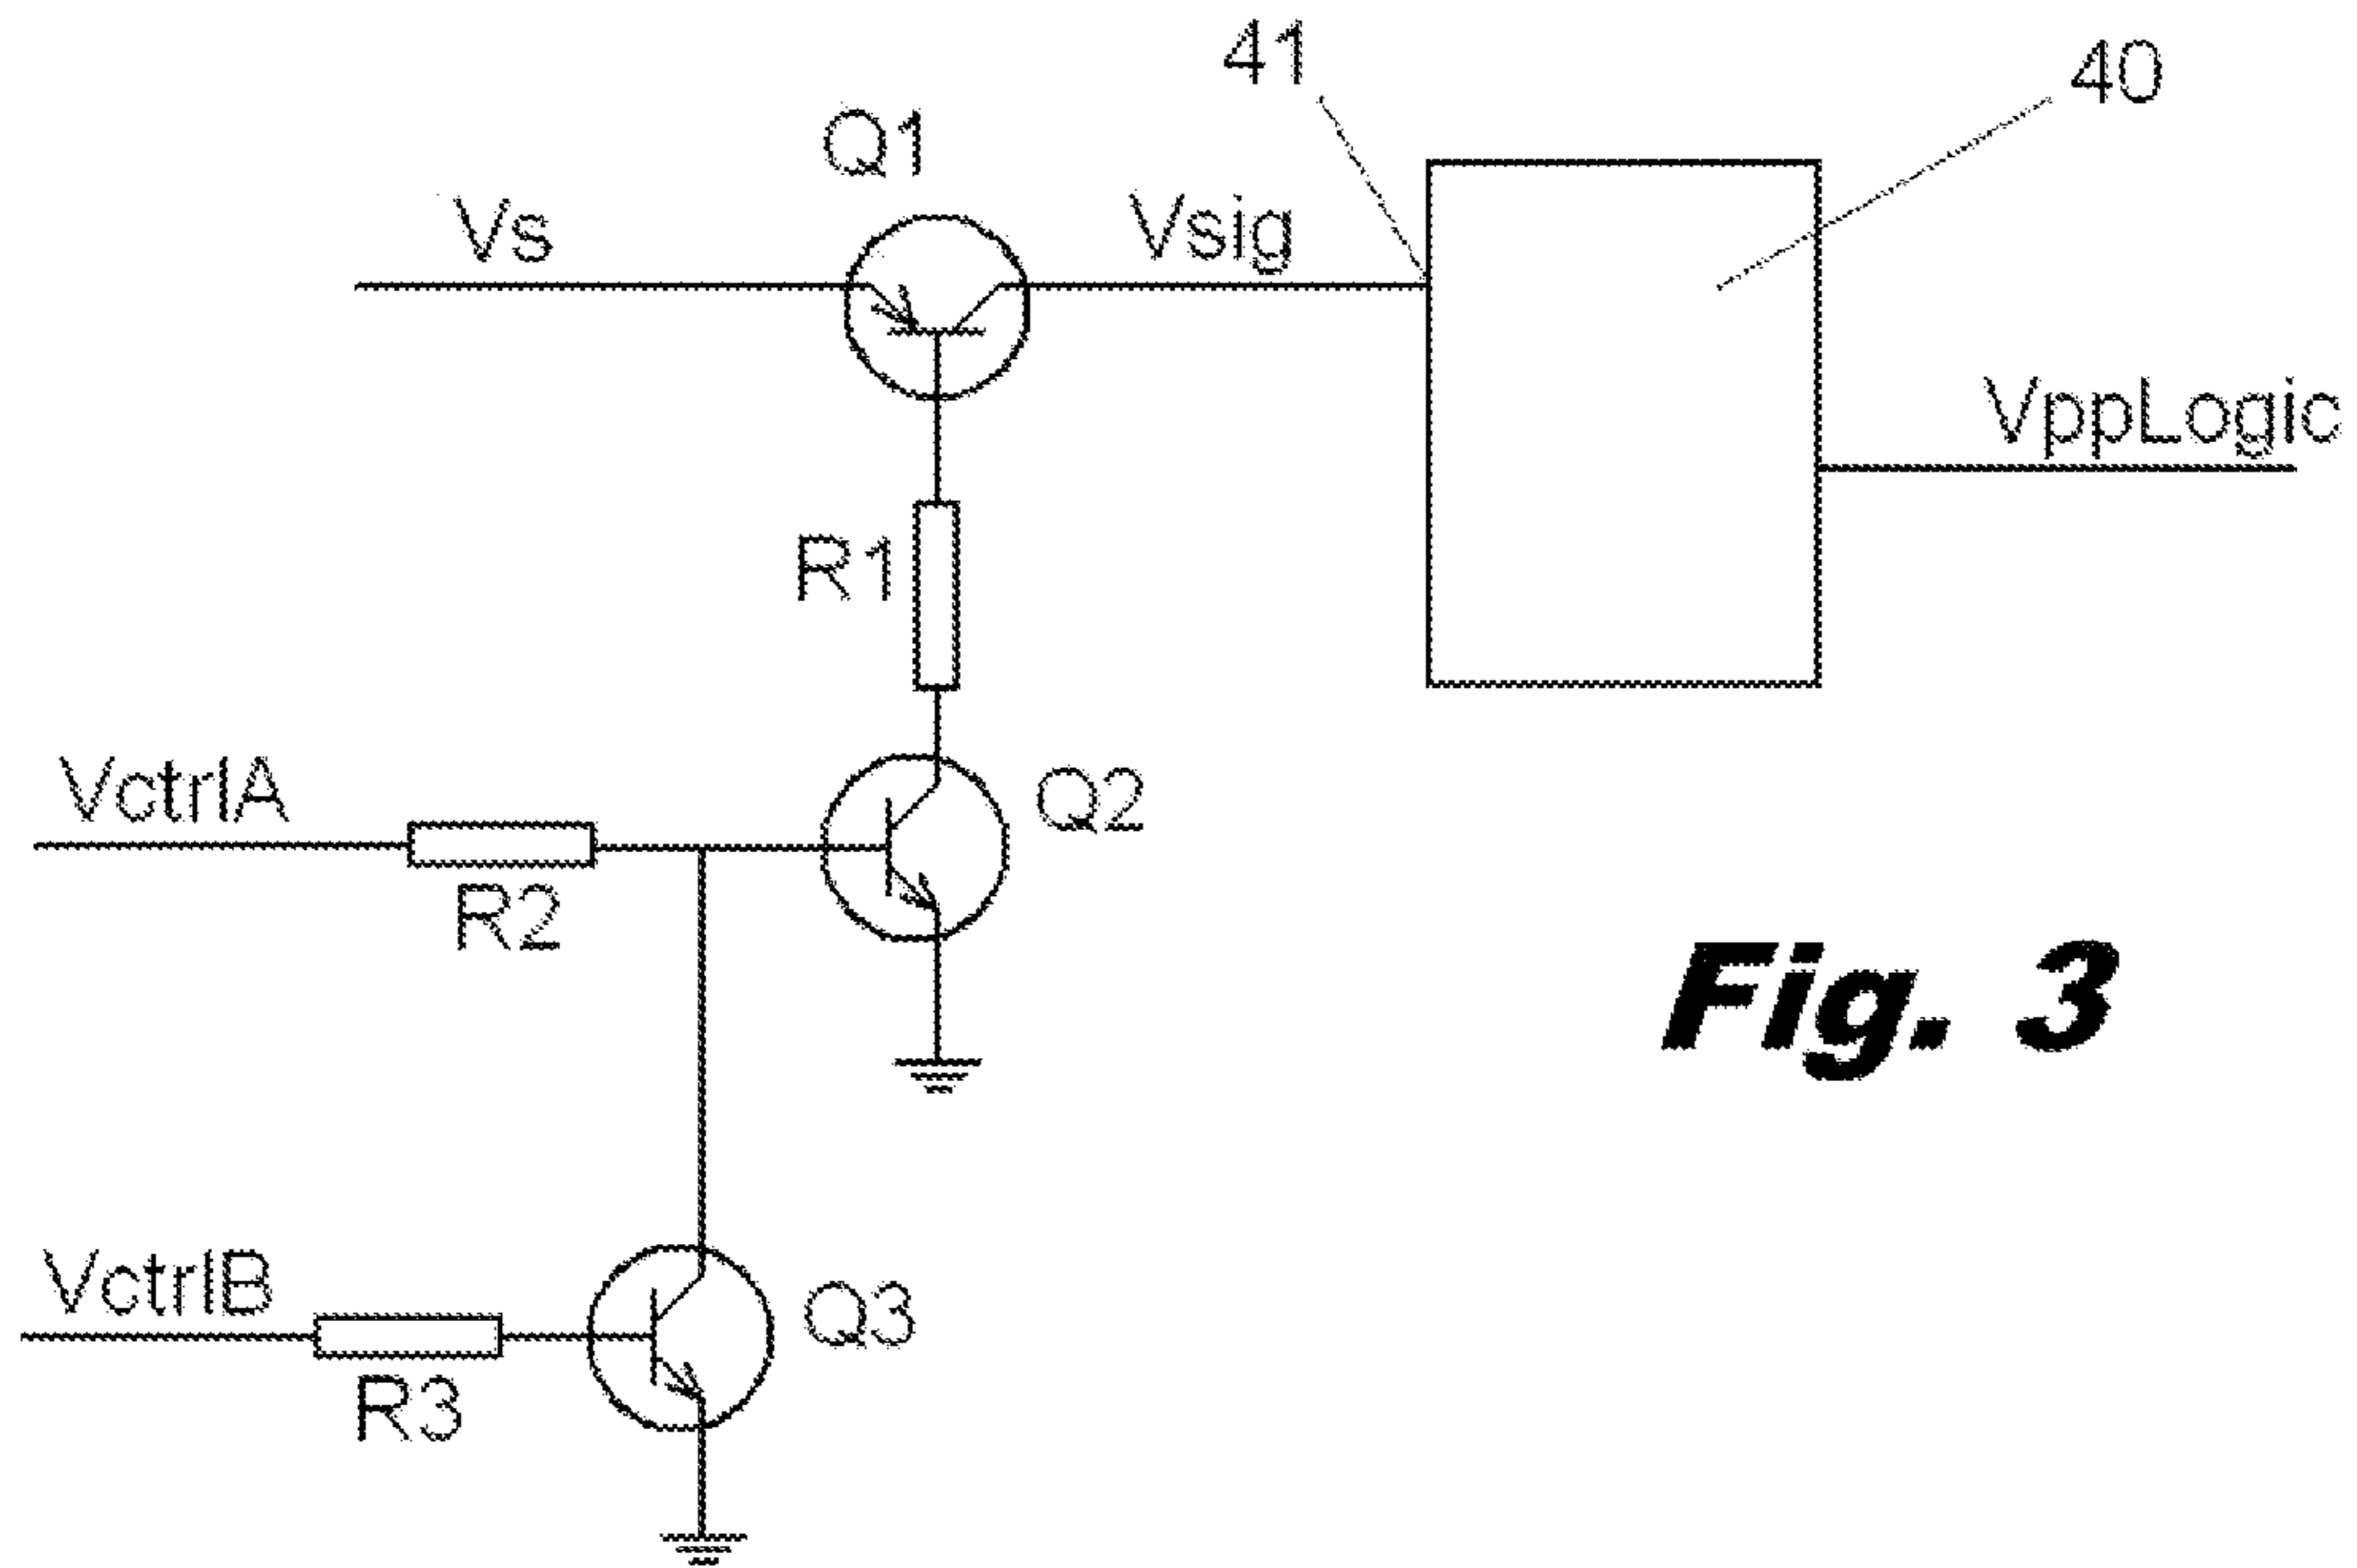 41
40
Q1
Vs
Vsig
VppLogic
R1
VctrlA
Q2
R2
Fig. 3
VctrlB
Q3
R3